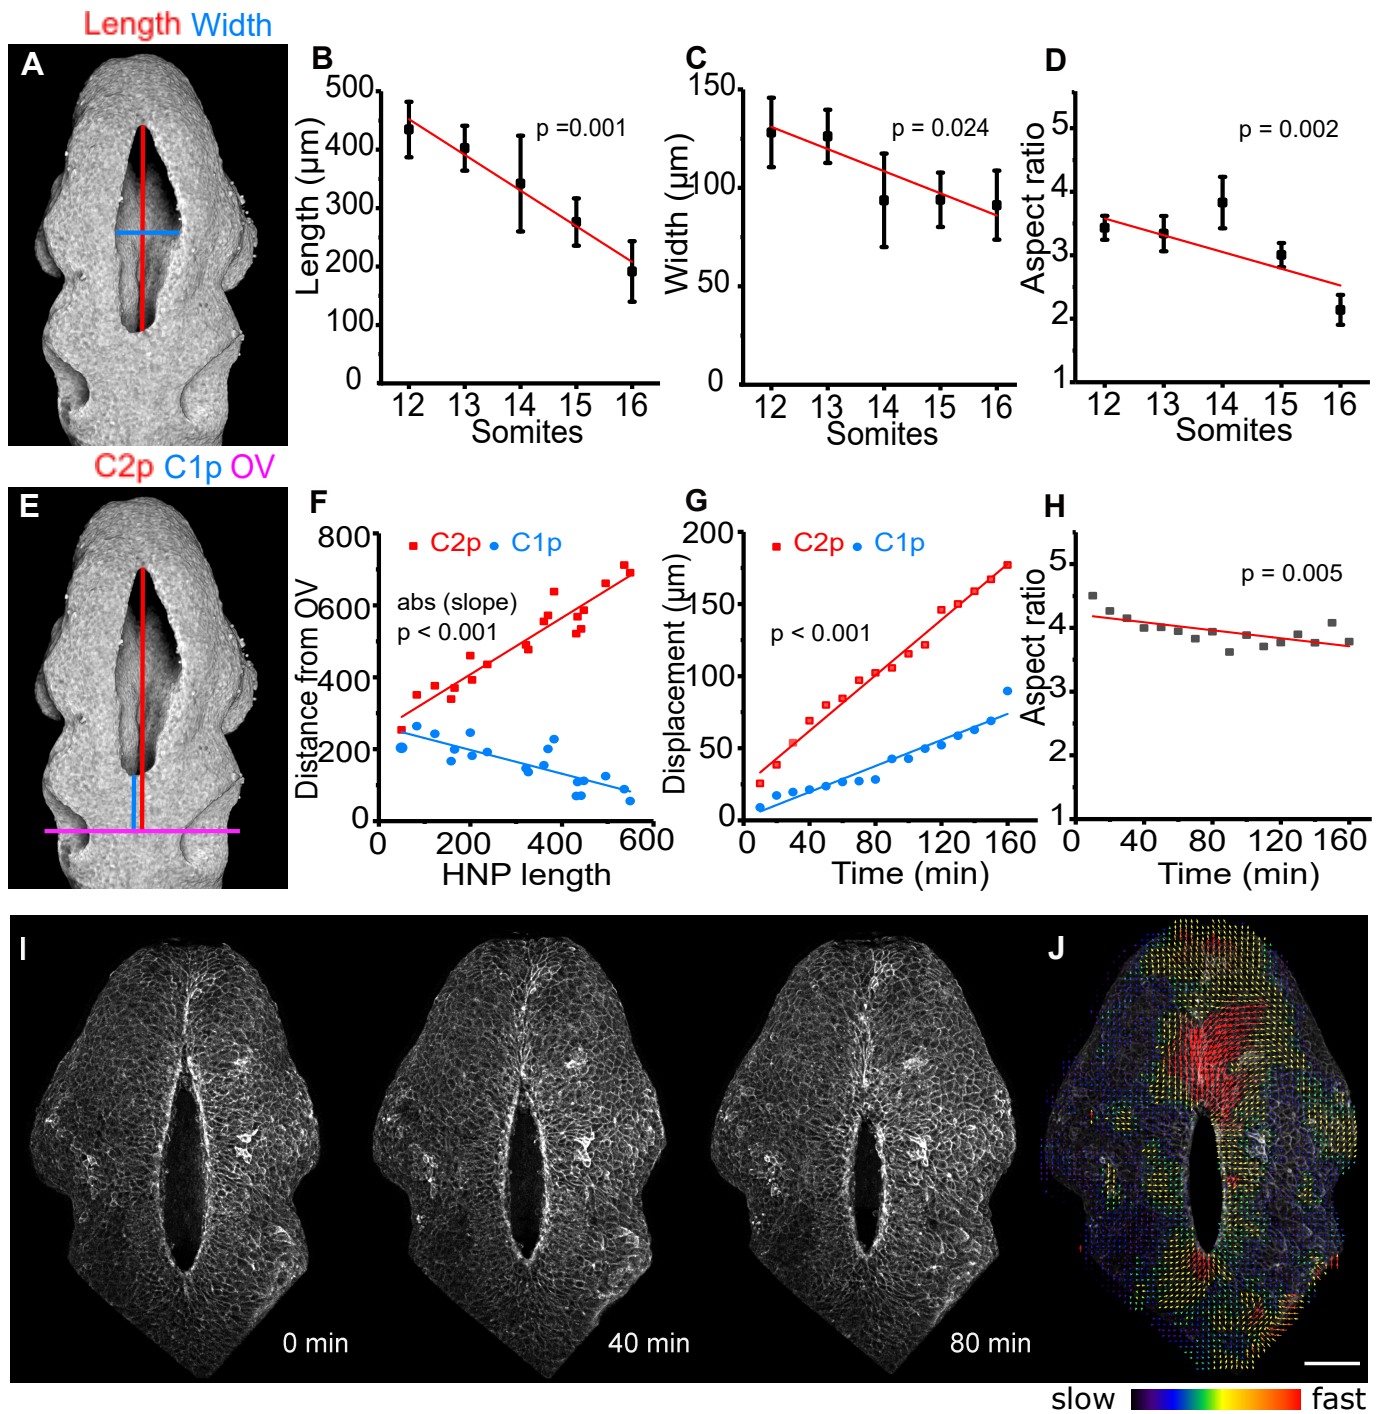 Length Width
A
B
500
400
300
200
100
0
Length (µm)
p =0.001
12 13 14 15 16
Somites
C
150
100
50
0
Width (µm)
p = 0.024
12 13 14 15 16
Somites
D
5
4
3
2
1
Aspect ratio
p = 0.002
12 13 14 15 16
Somites
C2p C1p OV
E
F
800
600
400
200
0
Distance from OV
C2p C1p
abs (slope)
p < 0.001
0 200 400 600
HNP length
G
200
150
100
50
0
Displacement (µm)
C2p C1p
p < 0.001
0 40 80 120 160
Time (min)
H
5
4
3
2
1
Aspect ratio
p = 0.005
0 40 80 120 160
Time (min)
I
0 min
40 min
80 min
J
slow fast